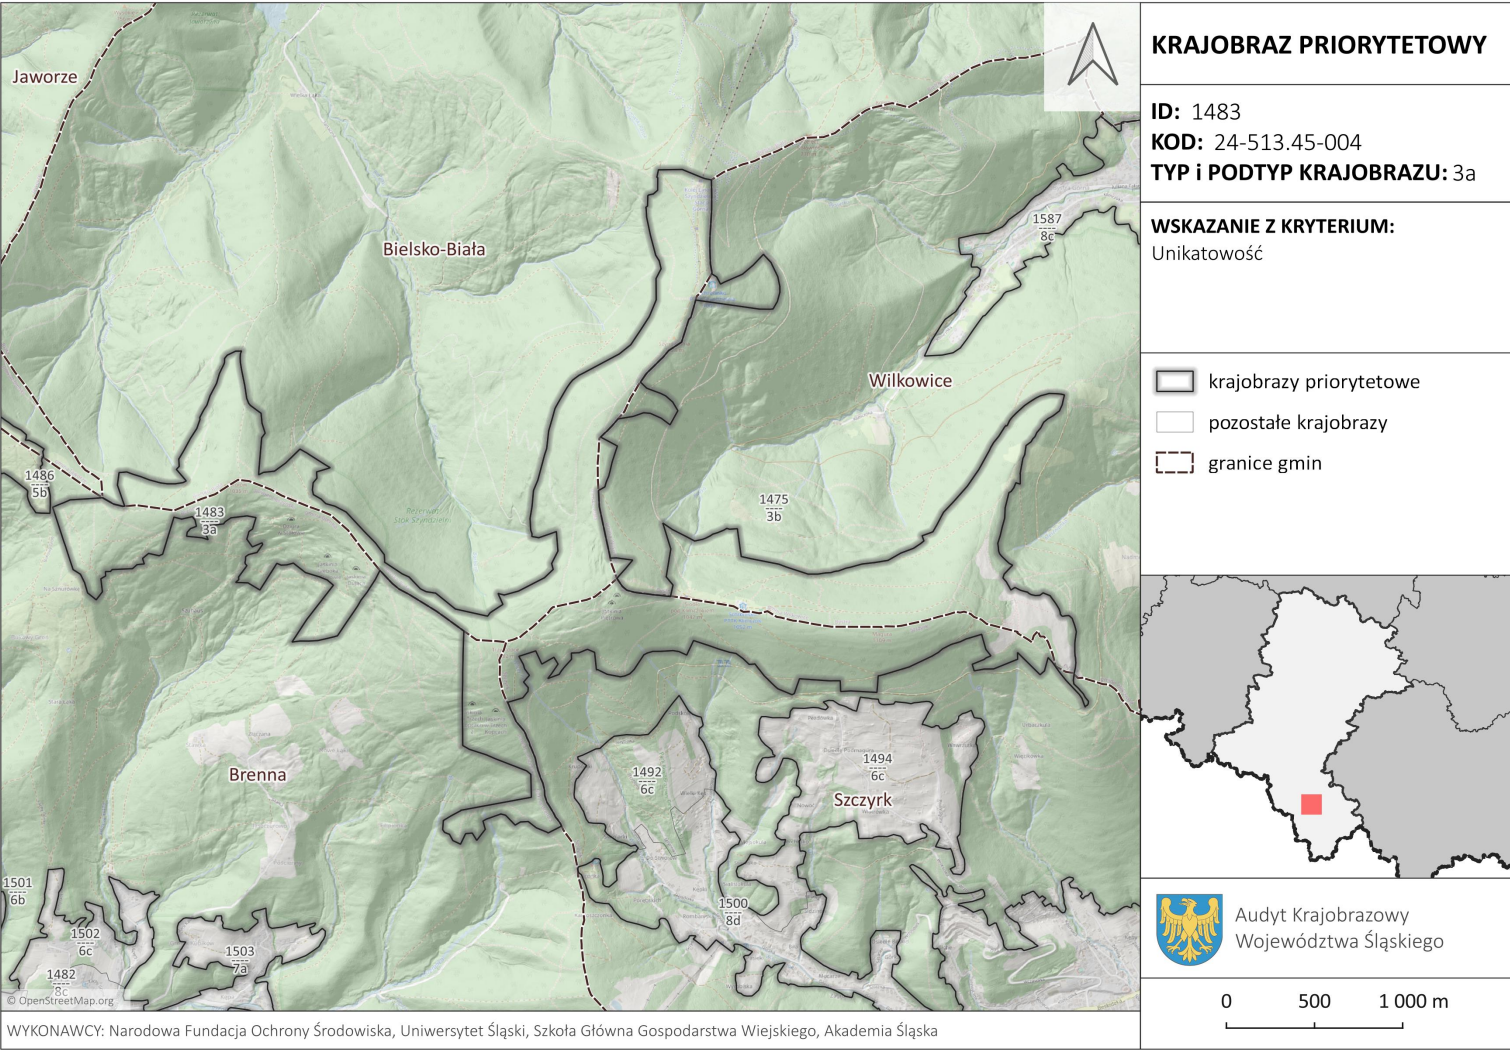 Jaworze
Bielsko-Biała
1587
8c
Wilkowice
1486
5b
1483
3a
1475
3b
Brenna
1492
6c
1494
6c
Szczyrk
1501
6b
1500
8d
1502
6c
1503
7a
1482
8c
© OpenStreetMap.org
WYKONAWCY: Narodowa Fundacja Ochrony Środowiska, Uniwersytet Śląski, Szkoła Główna Gospodarstwa Wiejskiego, Akademia Śląska
KRAJOBRAZ PRIORYTETOWY
ID: 1483
KOD: 24-513.45-004
TYP i PODTYP KRAJOBRAZU: 3a
WSKAZANIE Z KRYTERIUM:
Unikatowość
krajobrazy priorytetowe
pozostałe krajobrazy
granice gmin
Audyt Krajobrazowy
Województwa Śląskiego
0 500 1 000 m